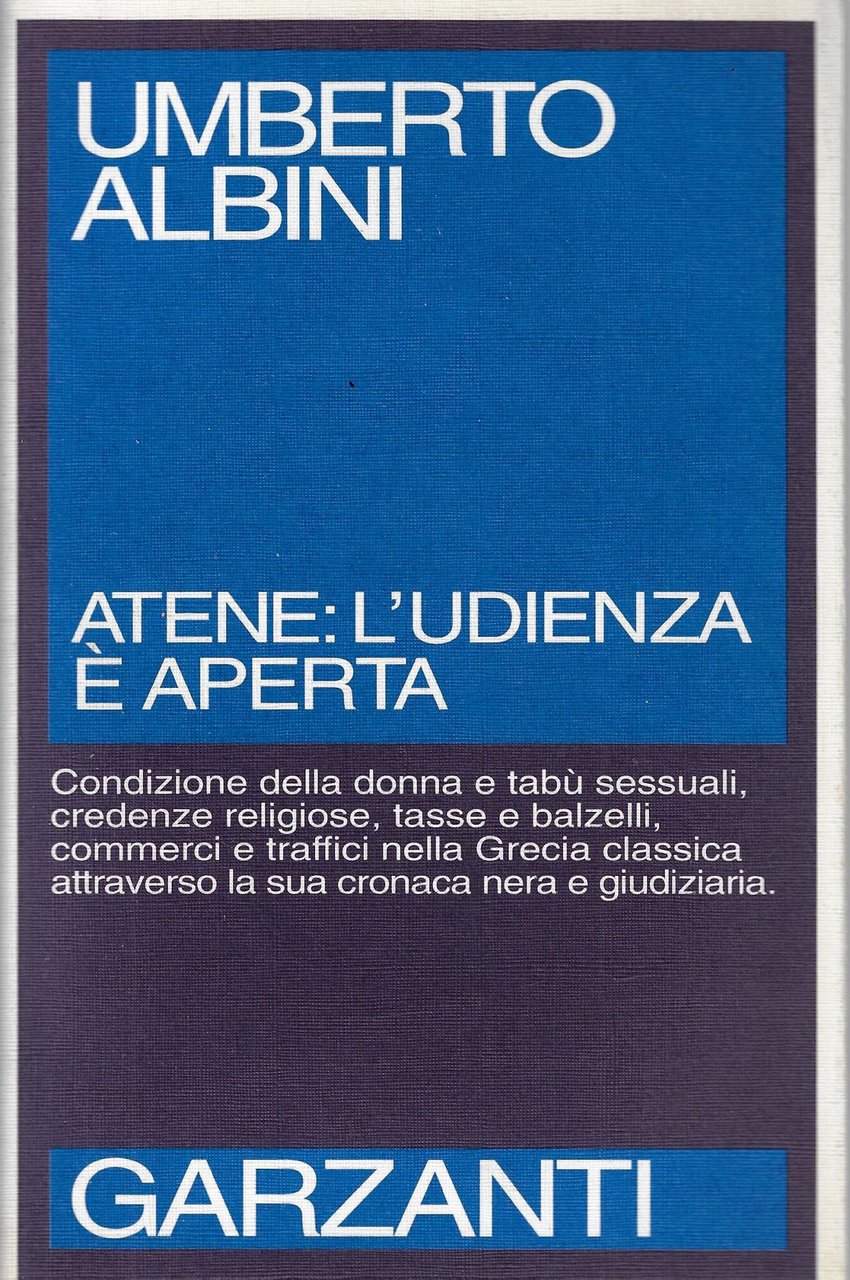 UMBERTO
ALBINI
ATENE: L'UDIENZA
È APERTA
Condizione della donna e tabù sessuali,
credenze religiose, tasse e balzelli,
commerci e traffici nella Grecia classica
attraverso la sua cronaca nera e giudiziaria.
GARZANTI